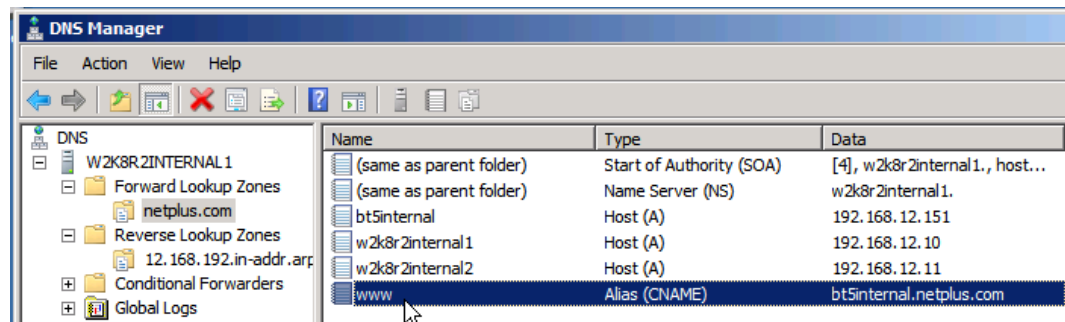 DNS Manager
File Action View Help
DNS
W2K8R2INTERNAL1
Forward Lookup Zones
netplus.com
Reverse Lookup Zones
12.168.192.in-addr.arp
Conditional Forwarders
Global Logs
Name Type Data
(same as parent folder) Start of Authority (SOA) [4], w2k8r2internal1., host...
(same as parent folder) Name Server (NS) w2k8r2internal1.
bt5internal Host (A) 192.168.12.151
w2k8r2internal1 Host (A) 192.168.12.10
w2k8r2internal2 Host (A) 192.168.12.11
www Alias (CNAME) bt5internal.netplus.com